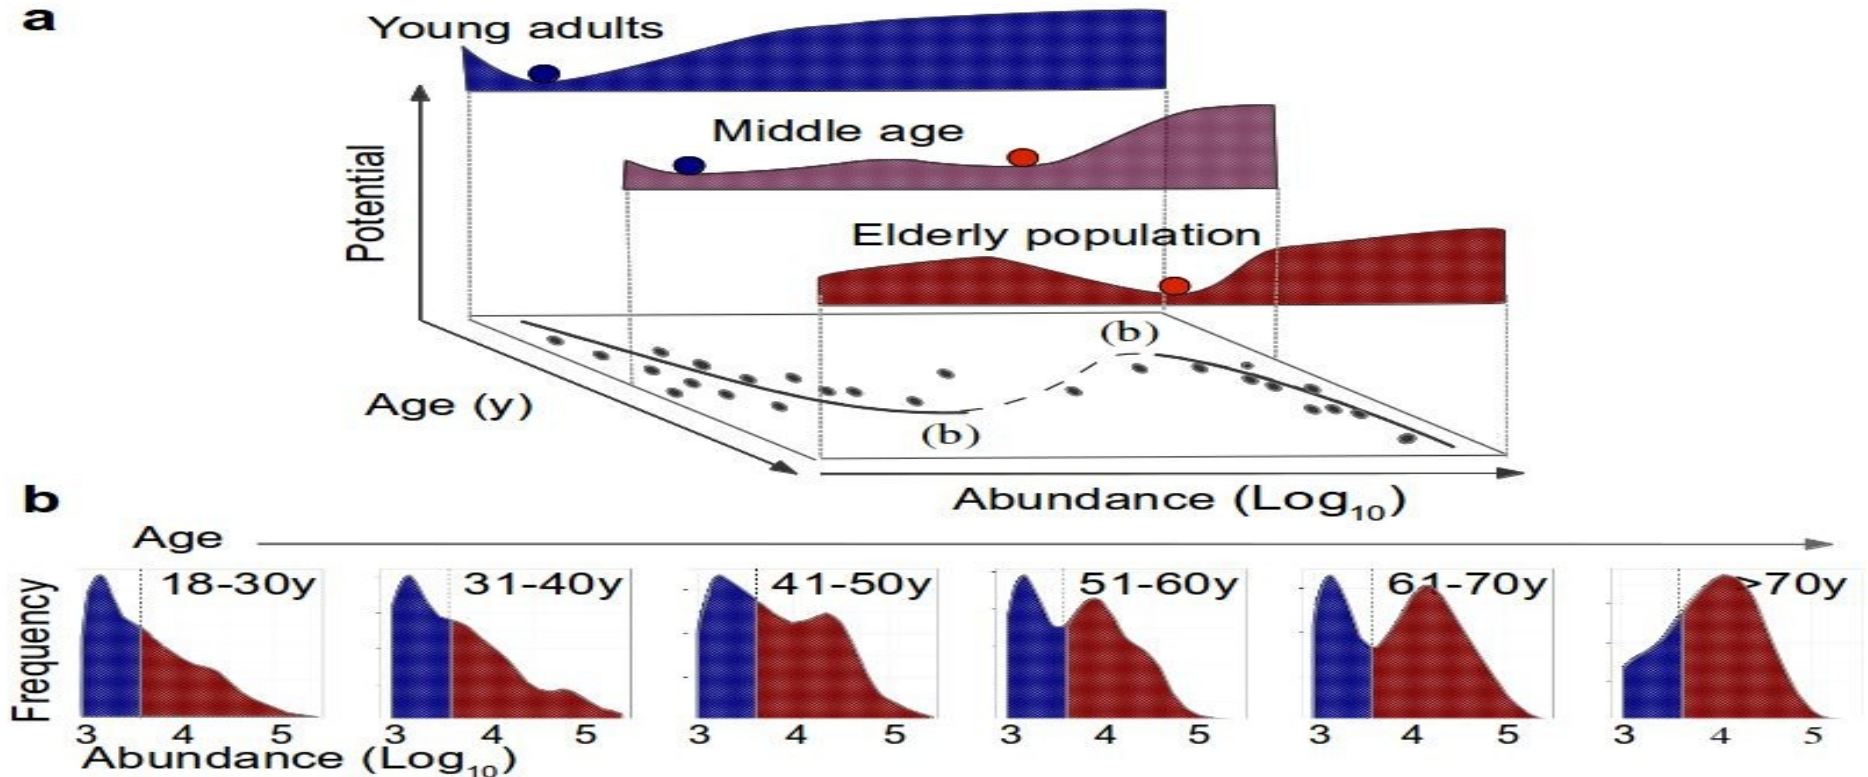 a
Young adults
Middle age
Elderly population
Potential
(b)
(b)
Age (y)
Abundance (Log10)
b
Age
Frequency
18-30y
31-40y
41-50y
51-60y
61-70y
>70y
3 4 5 3 4 5 3 4 5 3 4 5 3 4 5 3 4 5
Abundance (Log10)